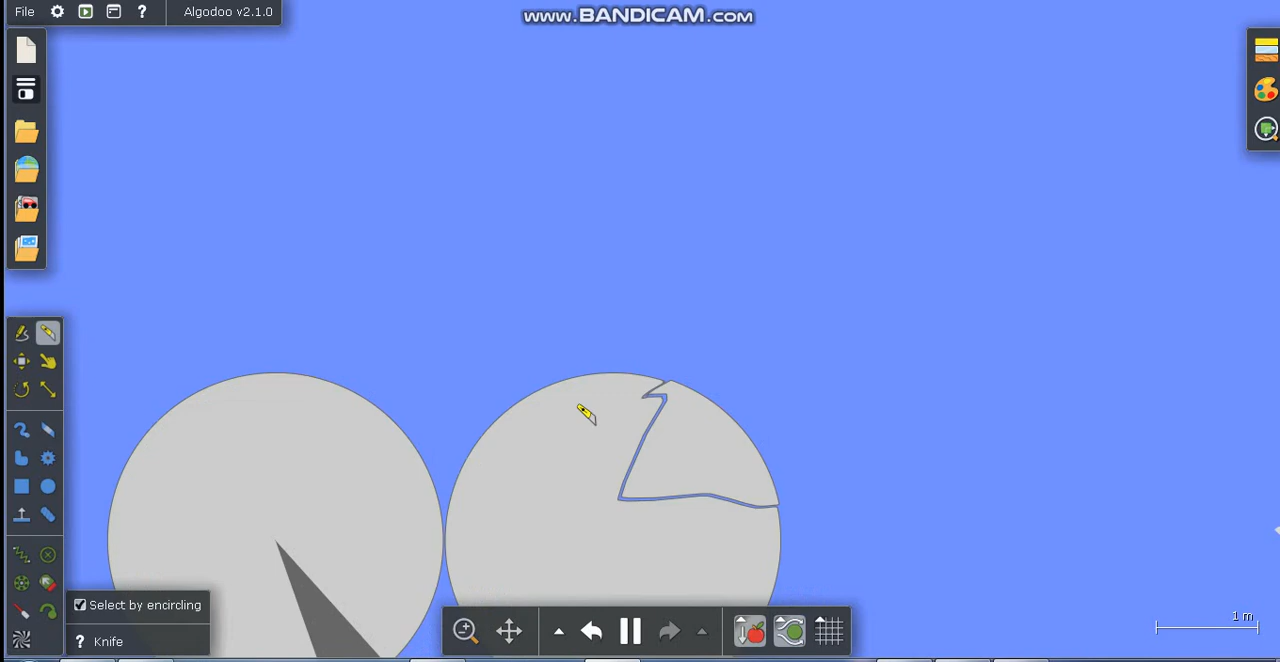 File ? Algodoo v2.1.0
www.BANDICAM.com
Select by encircling
? Knife
1 m